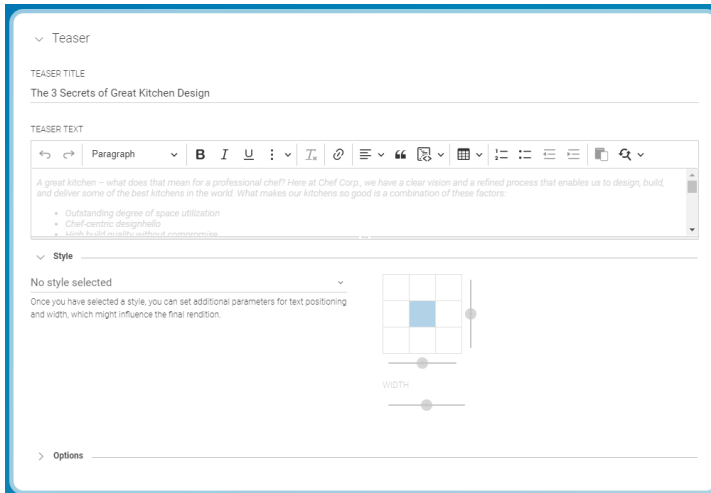 Teaser
TEASER TITLE
The 3 Secrets of Great Kitchen Design
TEASER TEXT
Paragraph
A great kitchen – what does that mean for a professional chef? Here at Chef Corp., we have a clear vision and a refined process that enables us to design, build,
and deliver some of the best kitchens in the world. What makes our kitchens so good is a combination of these factors:
Outstanding degree of space utilization
Chef-centric designhello
High build quality without compromise
Style
No style selected
Once you have selected a style, you can set additional parameters for text positioning
and width, which might influence the final rendition.
WIDTH
Options